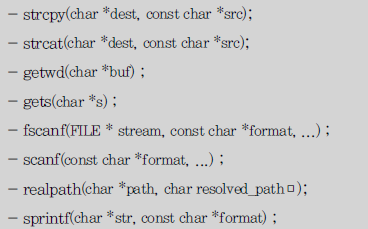 – strcpy(char *dest, const char *src);
– strcat(char *dest, const char *src);
– getwd(char *buf) ;
– gets(char *s) ;
– fscanf(FILE * stream, const char *format, ...) ;
– scanf(const char *format, ...) ;
– realpath(char *path, char resolved_path□);
– sprintf(char *str, const char *format) ;